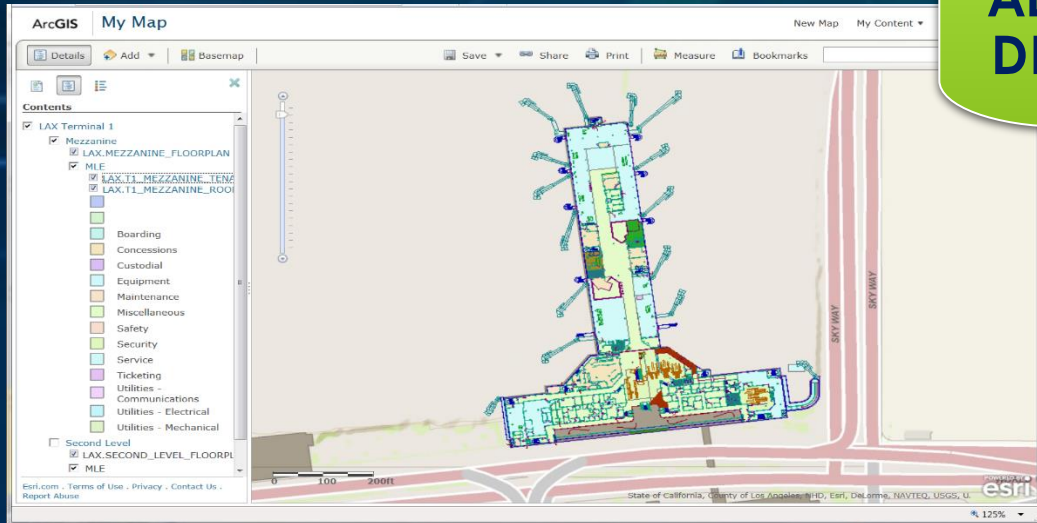 ArcGIS My Map New Map My Content
Details Add Basemap Save Share Print Measure Bookmarks
Contents
LAX Terminal 1
Mezzanine
LAX.MEZZANINE_FLOORPLAN
MLE
LAX.T1_MEZZANINE_TENA
LAX.T1_MEZZANINE_ROO
Boarding
Concessions
Custodial
Equipment
Maintenance
Miscellaneous
Safety
Security
Service
Ticketing
Utilities -
Communications
Utilities - Electrical
Utilities - Mechanical
Second Level
LAX.SECOND_LEVEL_FLOORPL
MLE
Esri.com . Terms of Use . Privacy . Contact Us .
Report Abuse
SKY WAY
SKY WAY
0 100 200ft
State of California, County of Los Angeles, NHD, Esri, DeLorme, NAVTEQ, USGS, U.
POWERED BY
esri
125%